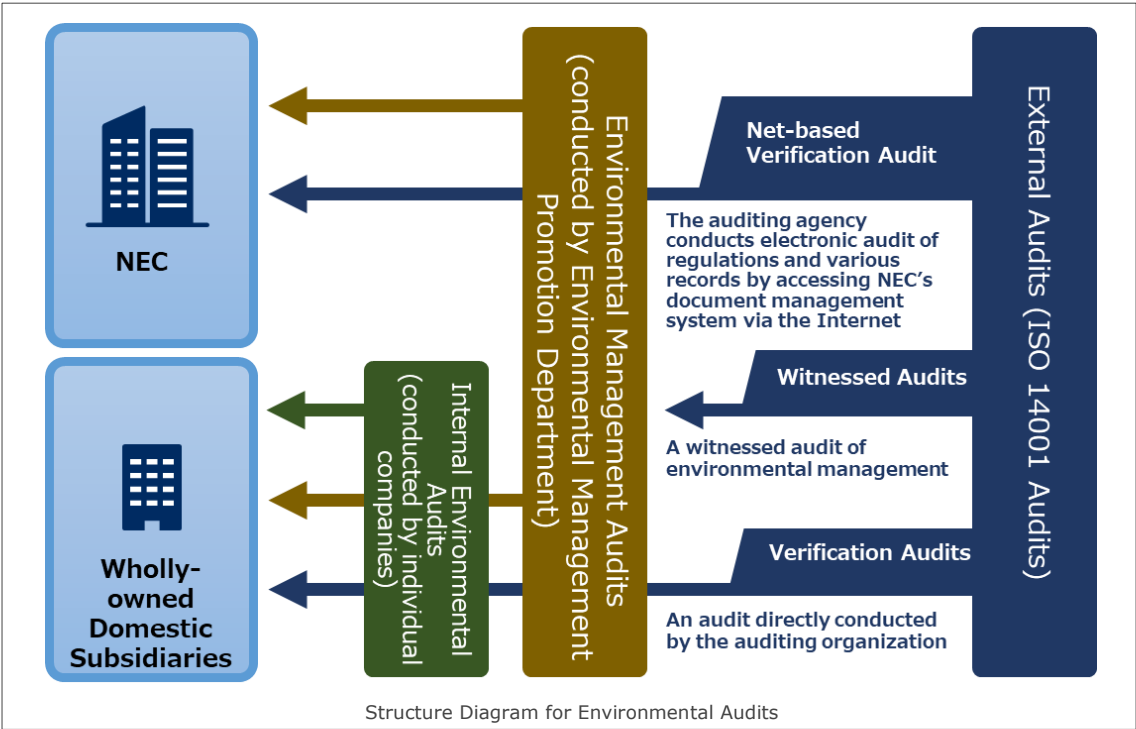 NEC
Wholly-
owned
Domestic
Subsidiaries
Internal Environmental
Audits
(conducted by individual
companies)
Environmental Management Audits
(conducted by Environmental Management
Promotion Department)
Net-based
Verification Audit
The auditing agency
conducts electronic audit of
regulations and various
records by accessing NEC’s
document management
system via the Internet
Witnessed Audits
A witnessed audit of
environmental management
Verification Audits
An audit directly conducted
by the auditing organization
External Audits (ISO 14001 Audits)
Structure Diagram for Environmental Audits